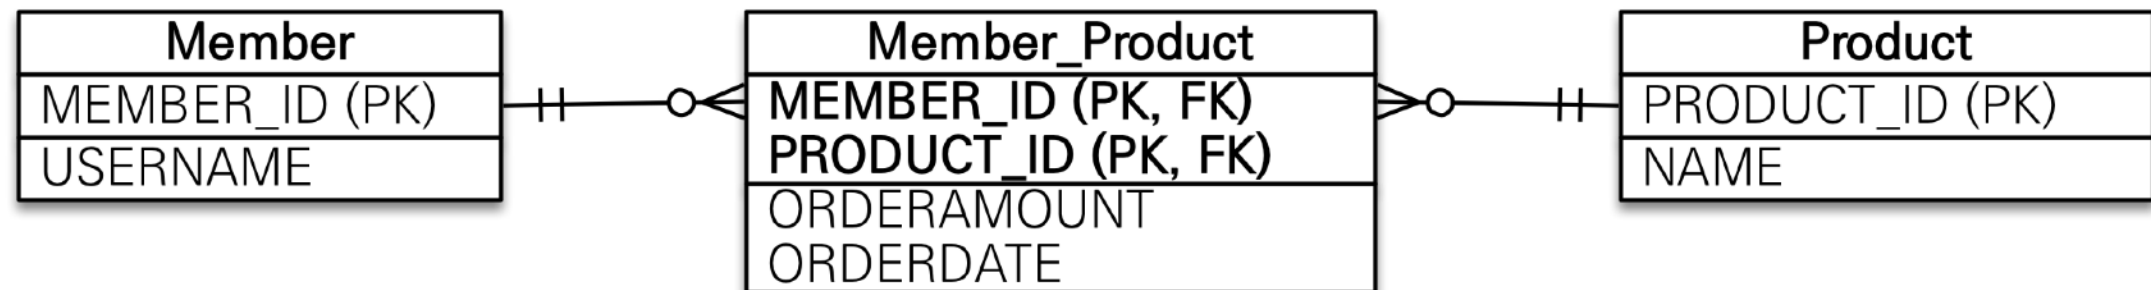 Member
MEMBER_ID (PK)
USERNAME
Member_Product
MEMBER_ID (PK, FK)
PRODUCT_ID (PK, FK)
ORDERAMOUNT
ORDERDATE
Product
PRODUCT_ID (PK)
NAME